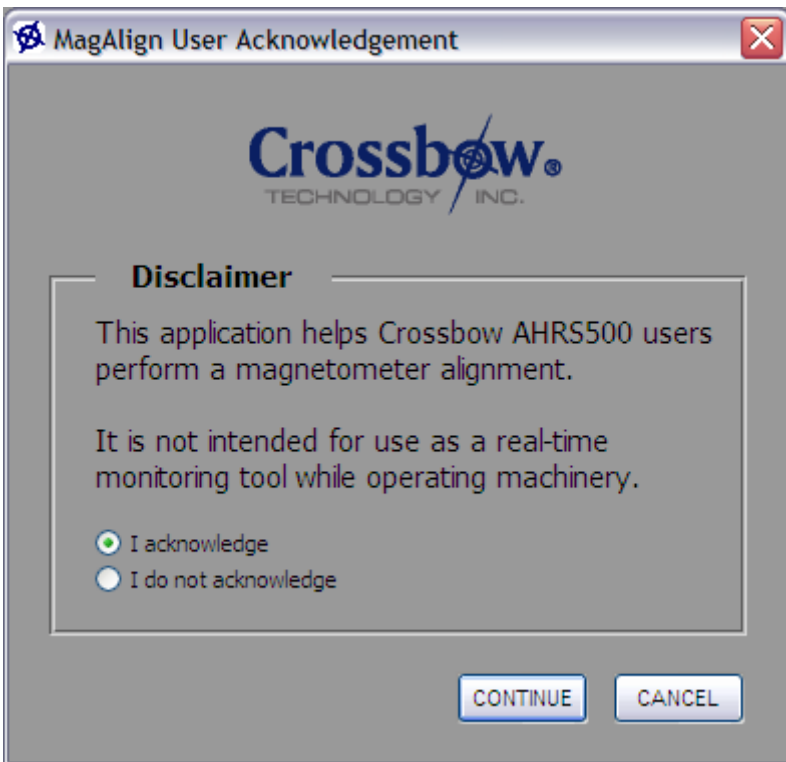 MagAlign User Acknowledgement
Crossbow®
TECHNOLOGY INC.
Disclaimer
This application helps Crossbow AHRS500 users
perform a magnetometer alignment.
It is not intended for use as a real-time
monitoring tool while operating machinery.
I acknowledge
I do not acknowledge
CONTINUE CANCEL